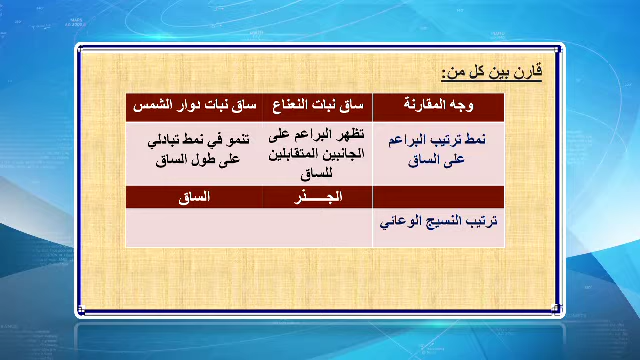 قارن بين كل من:
وجه المقارنة ساق نبات النعناع ساق نبات دوار الشمس
نمط ترتيب البراعم على الساق تظهر البراعم على الجانبين المتقابلين للساق تنمو في نمط تبادلي على طول الساق
الجـــــذر الساق
ترتيب النسيج الوعائي